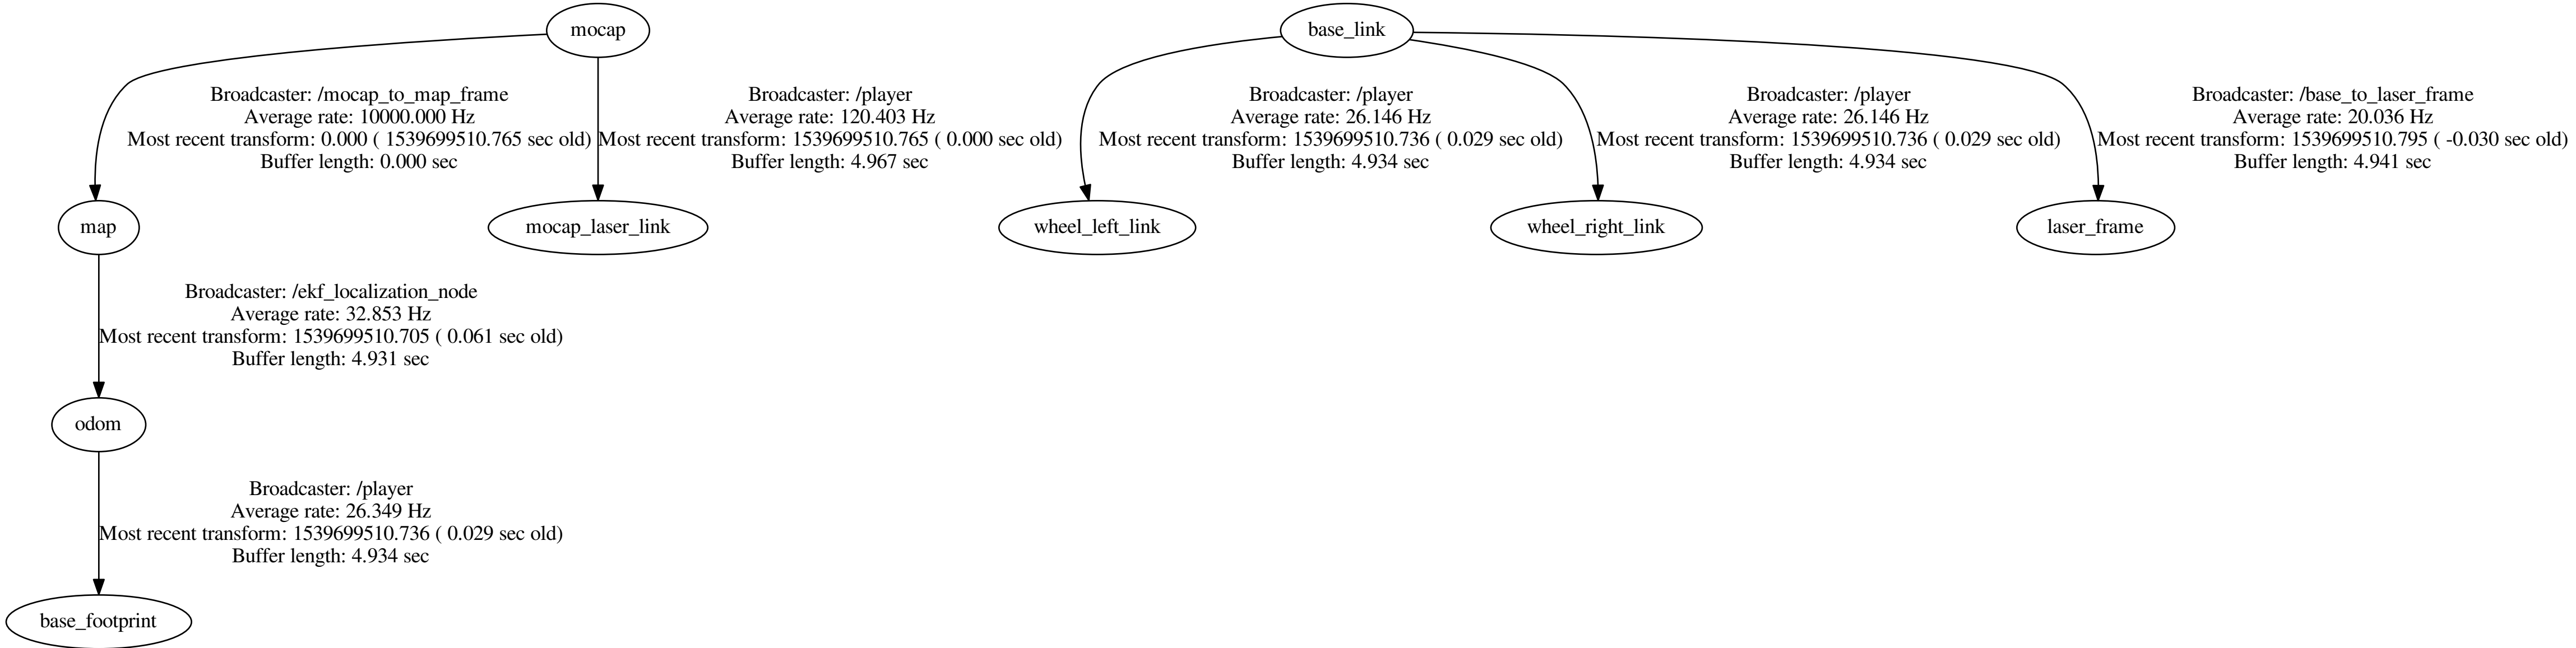 mocap
base_link
Broadcaster: /mocap_to_map_frame
Average rate: 10000.000 Hz
Most recent transform: 0.000 ( 1539699510.765 sec old)
Buffer length: 0.000 sec
Broadcaster: /player
Average rate: 120.403 Hz
Most recent transform: 1539699510.765 ( 0.000 sec old)
Buffer length: 4.967 sec
Broadcaster: /player
Average rate: 26.146 Hz
Most recent transform: 1539699510.736 ( 0.029 sec old)
Buffer length: 4.934 sec
Broadcaster: /player
Average rate: 26.146 Hz
Most recent transform: 1539699510.736 ( 0.029 sec old)
Buffer length: 4.934 sec
Broadcaster: /base_to_laser_frame
Average rate: 20.036 Hz
Most recent transform: 1539699510.795 ( -0.030 sec old)
Buffer length: 4.941 sec
map
mocap_laser_link
wheel_left_link
wheel_right_link
laser_frame
Broadcaster: /ekf_localization_node
Average rate: 32.853 Hz
Most recent transform: 1539699510.705 ( 0.061 sec old)
Buffer length: 4.931 sec
odom
Broadcaster: /player
Average rate: 26.349 Hz
Most recent transform: 1539699510.736 ( 0.029 sec old)
Buffer length: 4.934 sec
base_footprint